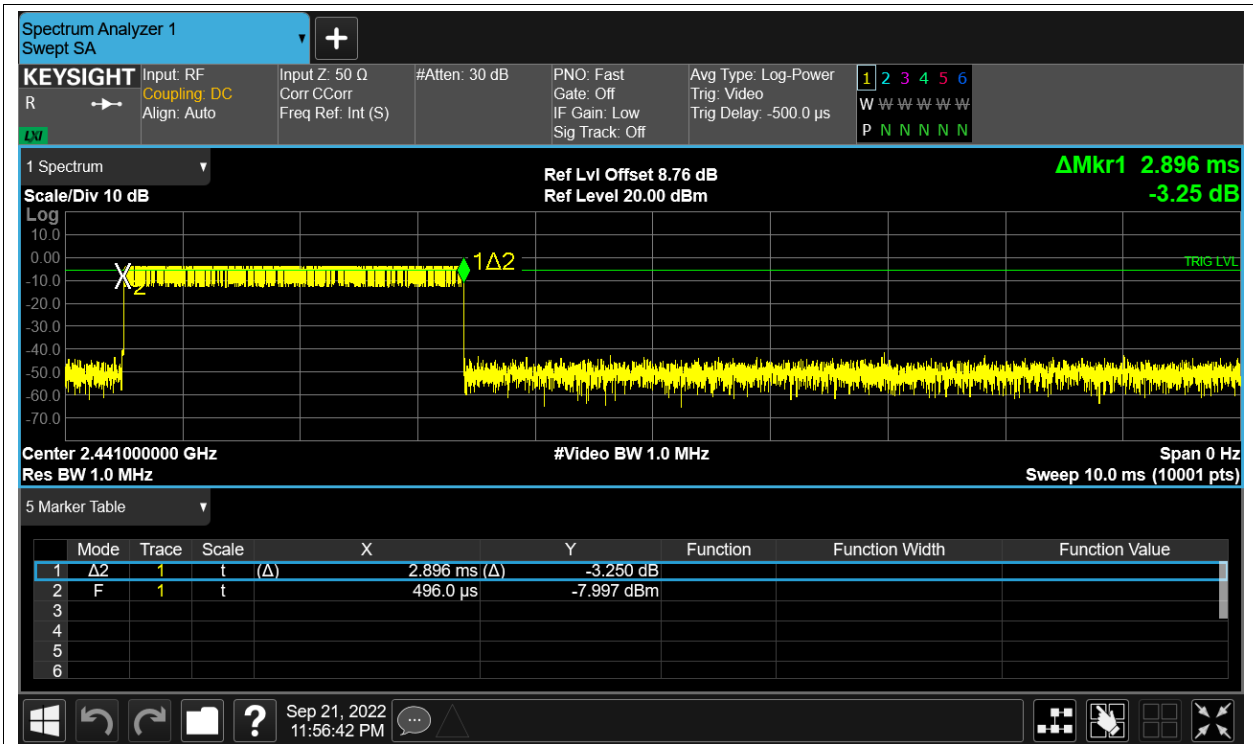 Spectrum Analyzer 1
Swept SA
KEYSIGHT Input: RF Input Z: 50 Ω #Atten: 30 dB PNO: Fast Avg Type: Log-Power 1 2 3 4 5 6
R Coupling: DC Corr CCorr Gate: Off Trig: Video W W W W W W
Align: Auto Freq Ref: Int (S) IF Gain: Low Trig Delay: -500.0 µs
LXI Sig Track: Off P N N N N N
1 Spectrum Ref Lvl Offset 8.76 dB ΔMkr1 2.896 ms
Scale/Div 10 dB Ref Level 20.00 dBm -3.25 dB
Log
10.0
0.00 1Δ2 TRIG LVL
-10.0 X 2
-20.0
-30.0
-40.0
-50.0
-60.0
-70.0
Center 2.441000000 GHz #Video BW 1.0 MHz Span 0 Hz
Res BW 1.0 MHz Sweep 10.0 ms (10001 pts)
5 Marker Table
Mode Trace Scale X Y Function Function Width Function Value
1 Δ2 1 t (Δ) 2.896 ms (Δ) -3.250 dB
2 F 1 t 496.0 µs -7.997 dBm
3
4
5
6
? Sep 21, 2022
11:56:42 PM